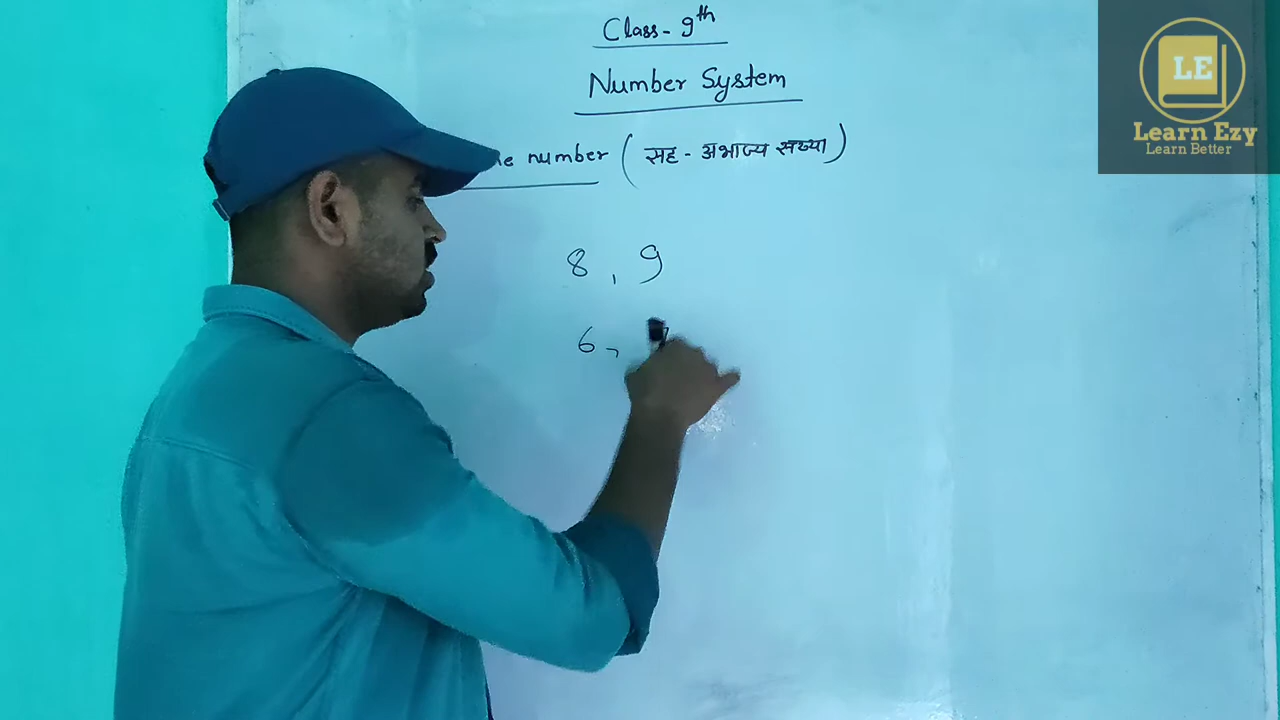 Class- 9th
Number System
number (सह - अभाज्य संख्या)
8, 9
6,
LE
Learn Ezy
Learn Better